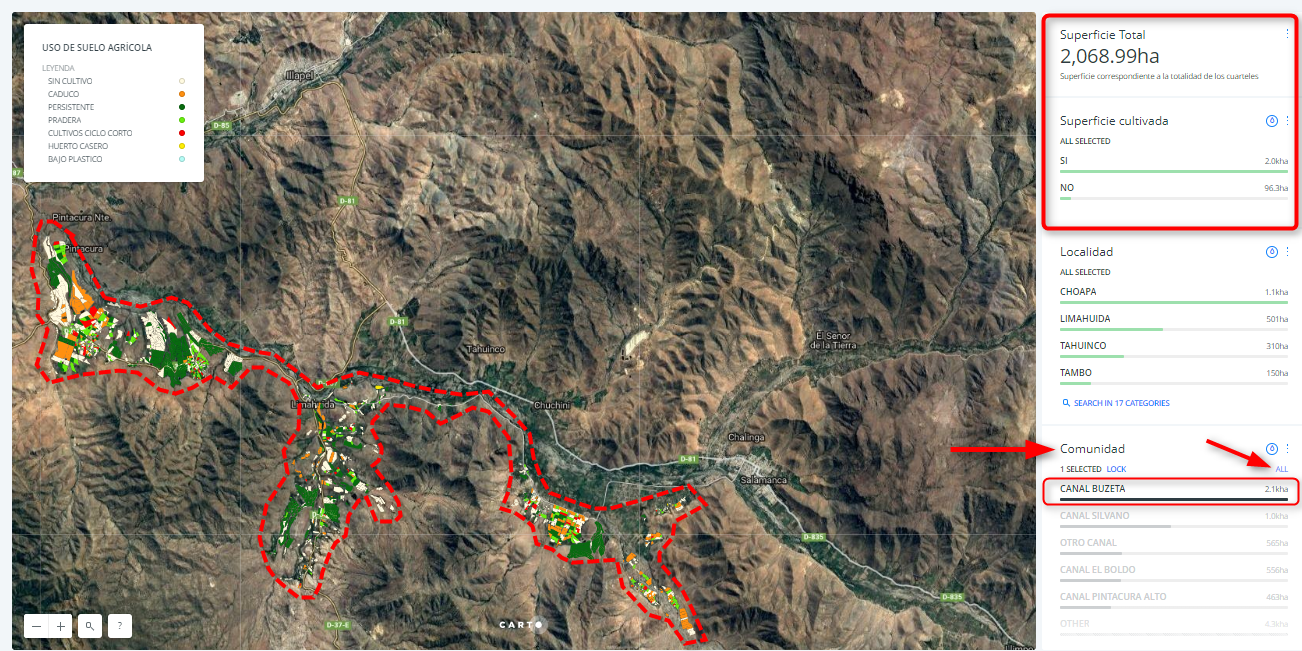 USO DE SUELO AGRÍCOLA
LEYENDA
SIN CULTIVO
CADUCO
PERSISTENTE
PRADERA
CULTIVOS CICLO CORTO
HUERTO CASERO
BAJO PLASTICO
Illapel
D-85
87
D-81
Pintacura Nte.
Pintacura
D-81
El Señor
de la Tierra
Tahuinco
Limahuida
Chuchiní
Chalinga
D-81
Salamanca
D-835
D-835
D-37-E
Limpo
− +
?
CARTO
Superficie Total
2,068.99ha
Superficie correspondiente a la totalidad de los cuarteles
Superficie cultivada
ALL SELECTED
SI 2.0kha
NO 96.3ha
Localidad
ALL SELECTED
CHOAPA 1.1kha
LIMAHUIDA 501ha
TAHUINCO 310ha
TAMBO 150ha
SEARCH IN 17 CATEGORIES
Comunidad
1 SELECTED LOCK ALL
CANAL BUZETA 2.1kha
CANAL SILVANO 1.0kha
OTRO CANAL 565ha
CANAL EL BOLDO 556ha
CANAL PINTACURA ALTO 463ha
OTHER 4.0kha